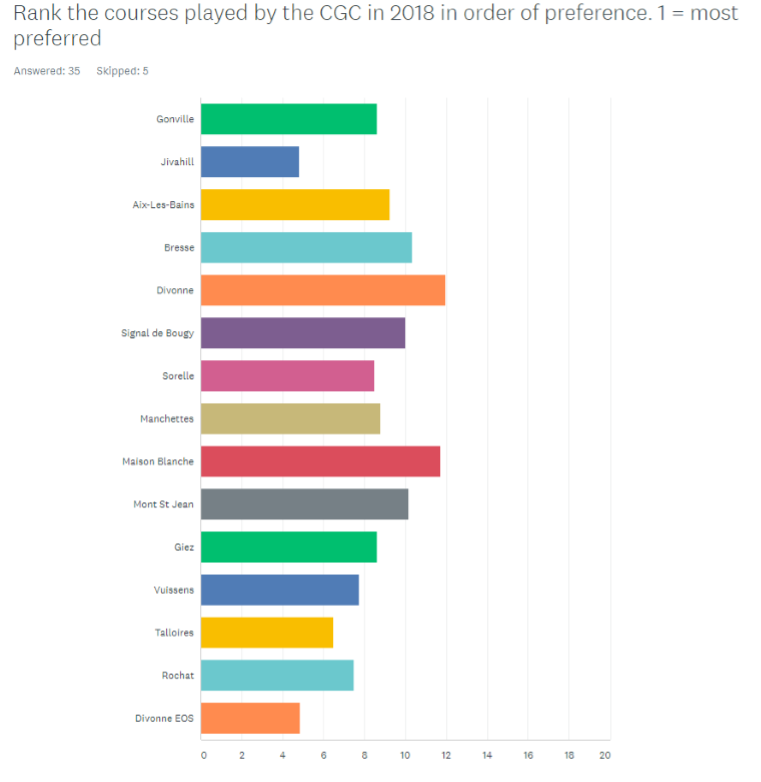 Rank the courses played by the CGC in 2018 in order of preference. 1 = most
preferred
Answered: 35 Skipped: 5
Gonville
Jivahill
Aix-Les-Bains
Bresse
Divonne
Signal de Bougy
Sorelle
Manchettes
Maison Blanche
Mont St Jean
Giez
Vuissens
Talloires
Rochat
Divonne EOS
0 2 4 6 8 10 12 14 16 18 20